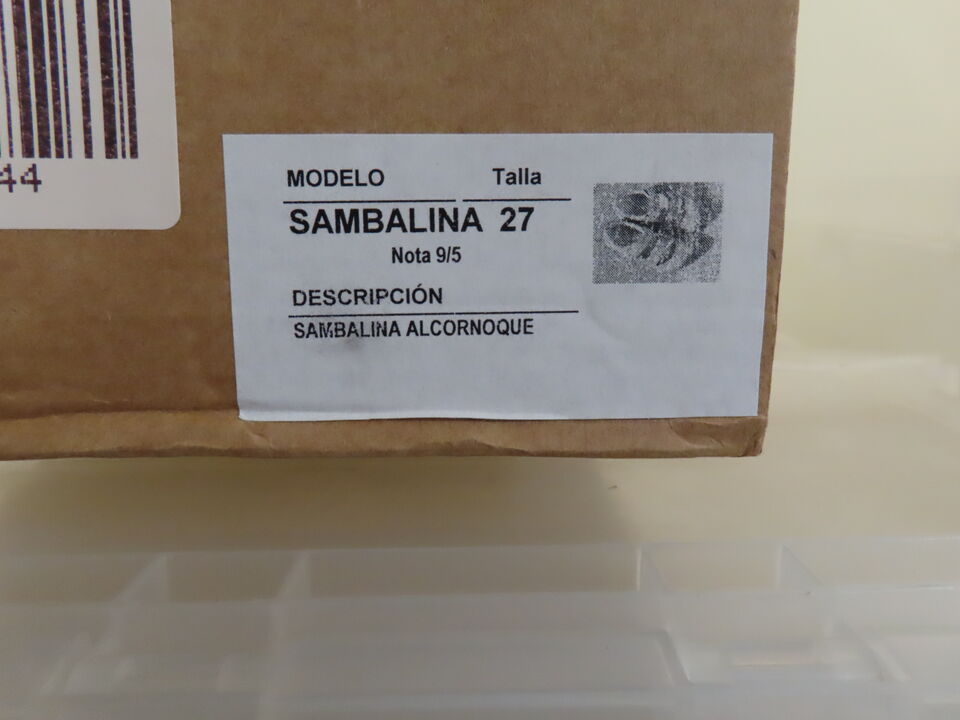 44
MODELO Talla
SAMBALINA 27
Nota 9/5
DESCRIPCIÓN
SAMBALINA ALCORNOQUE